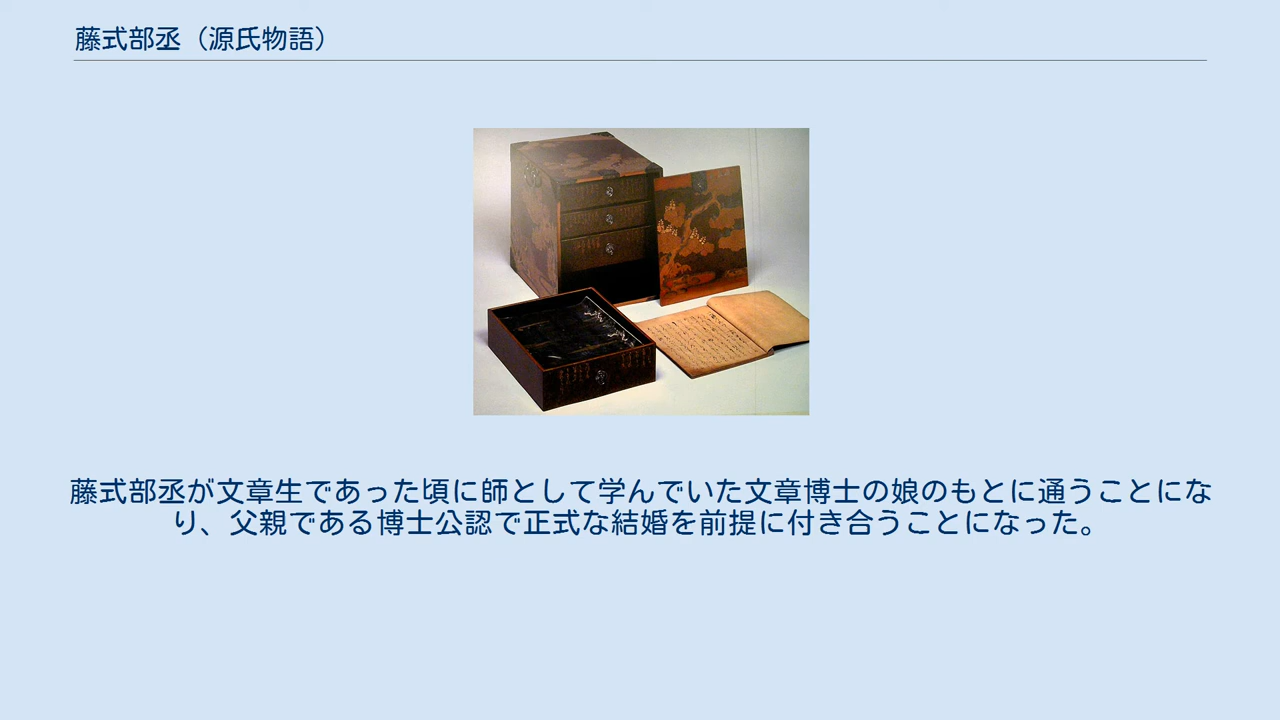 藤式部丞（源氏物語）
藤式部丞が文章生であった頃に師として学んでいた文章博士の娘のもとに通うことにな
り、父親である博士公認で正式な結婚を前提に付き合うことになった。